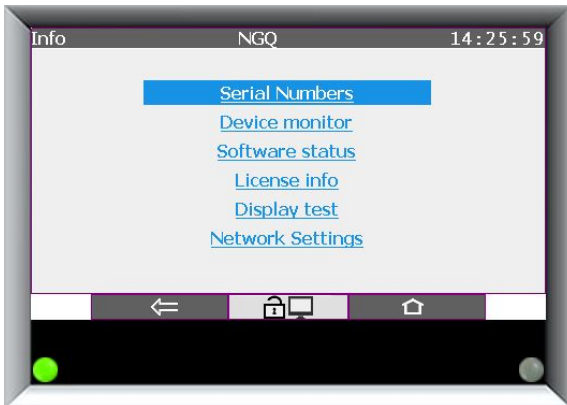 Info NGQ 14:25:59
Serial Numbers
Device monitor
Software status
License info
Display test
Network Settings